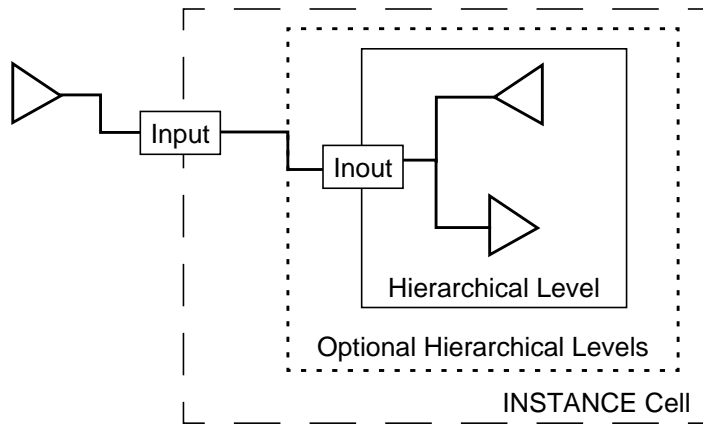 Input
Inout
Hierarchical Level
Optional Hierarchical Levels
INSTANCE Cell